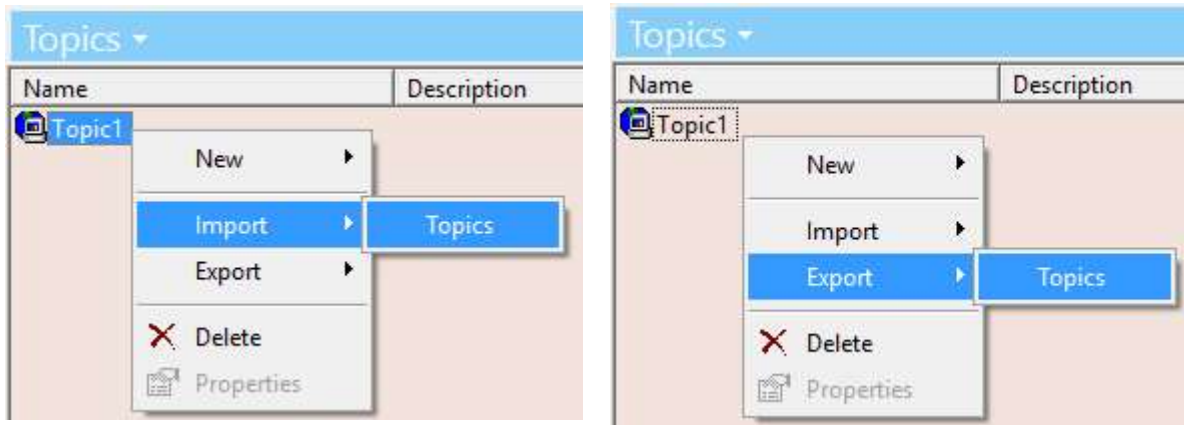 Topics
Name Description
Topic1
New
Import Topics
Export
Delete
Properties
Topics
Name Description
Topic1
New
Import
Export Topics
Delete
Properties